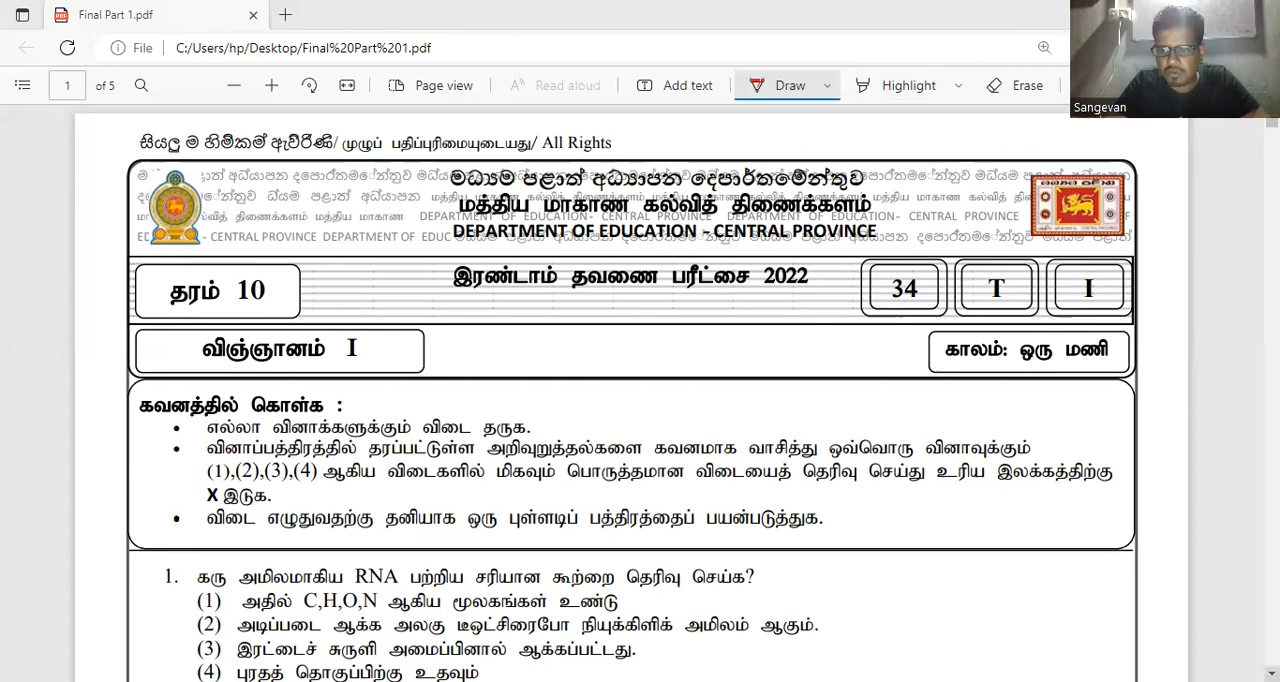 Final Part 1.pdf
File C:/Users/hp/Desktop/Final%20Part%201.pdf
1 of 5 Page view Read aloud Add text Draw Highlight Erase
Sangevan
සියලු ම හිමිකම් ඇවිරිණි/ முழுப் பதிப்புரிமையுடையது/ All Rights
මධ්‍යම පළාත් අධ්‍යාපන දෙපාර්තමේන්තුව
மத்திய மாகாண கல்வித் திணைக்களம்
DEPARTMENT OF EDUCATION - CENTRAL PROVINCE
இரண்டாம் தவணை பரீட்சை 2022
தரம் 10
34 T I
விஞ்ஞானம் I
காலம்: ஒரு மணி
கவனத்தில் கொள்க :
• எல்லா வினாக்களுக்கும் விடை தருக.
• வினாப்பத்திரத்தில் தரப்பட்டுள்ள அறிவுறுத்தல்களை கவனமாக வாசித்து ஒவ்வொரு வினாவுக்கும்
(1),(2),(3),(4) ஆகிய விடைகளில் மிகவும் பொருத்தமான விடையைத் தெரிவு செய்து உரிய இலக்கத்திற்கு
X இடுக.
• விடை எழுதுவதற்கு தனியாக ஒரு புள்ளடிப் பத்திரத்தைப் பயன்படுத்துக.
1. கரு அமிலமாகிய RNA பற்றிய சரியான கூற்றை தெரிவு செய்க?
(1) அதில் C,H,O,N ஆகிய மூலகங்கள் உண்டு
(2) அடிப்படை ஆக்க அலகு டீஒட்சிரைபோ நியுக்கிளிக் அமிலம் ஆகும்.
(3) இரட்டைச் சுருளி அமைப்பினால் ஆக்கப்பட்டது.
(4) புரதத் தொகுப்பிற்கு உதவும்